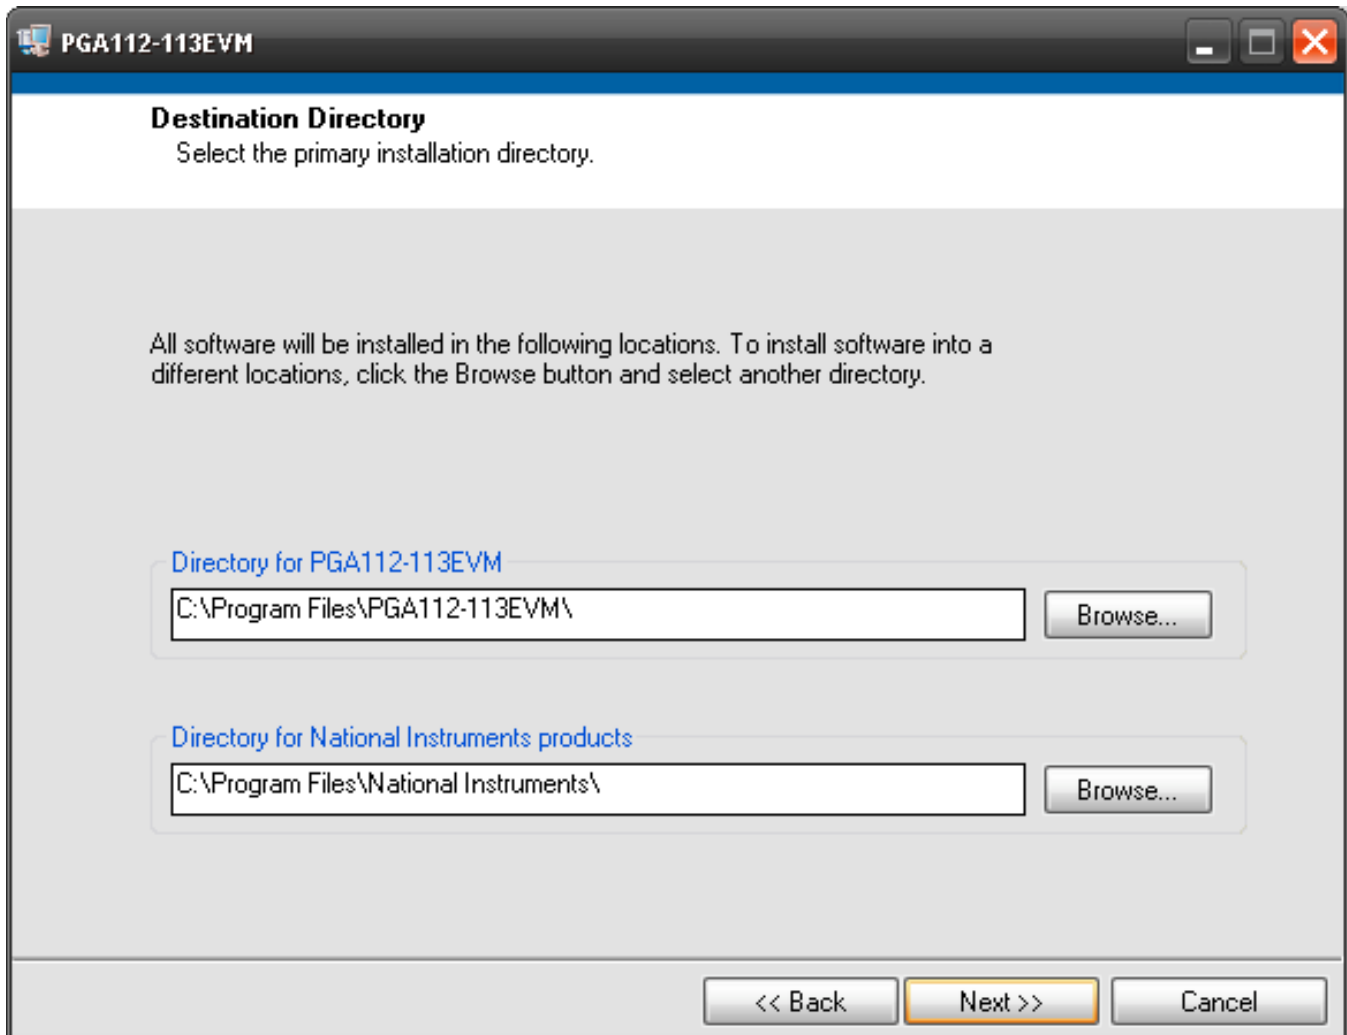 PGA112-113EVM
Destination Directory
Select the primary installation directory.
All software will be installed in the following locations. To install software into a
different locations, click the Browse button and select another directory.
Directory for PGA112-113EVM
C:\Program Files\PGA112-113EVM\
Browse...
Directory for National Instruments products
C:\Program Files\National Instruments\
Browse...
<< Back
Next >>
Cancel